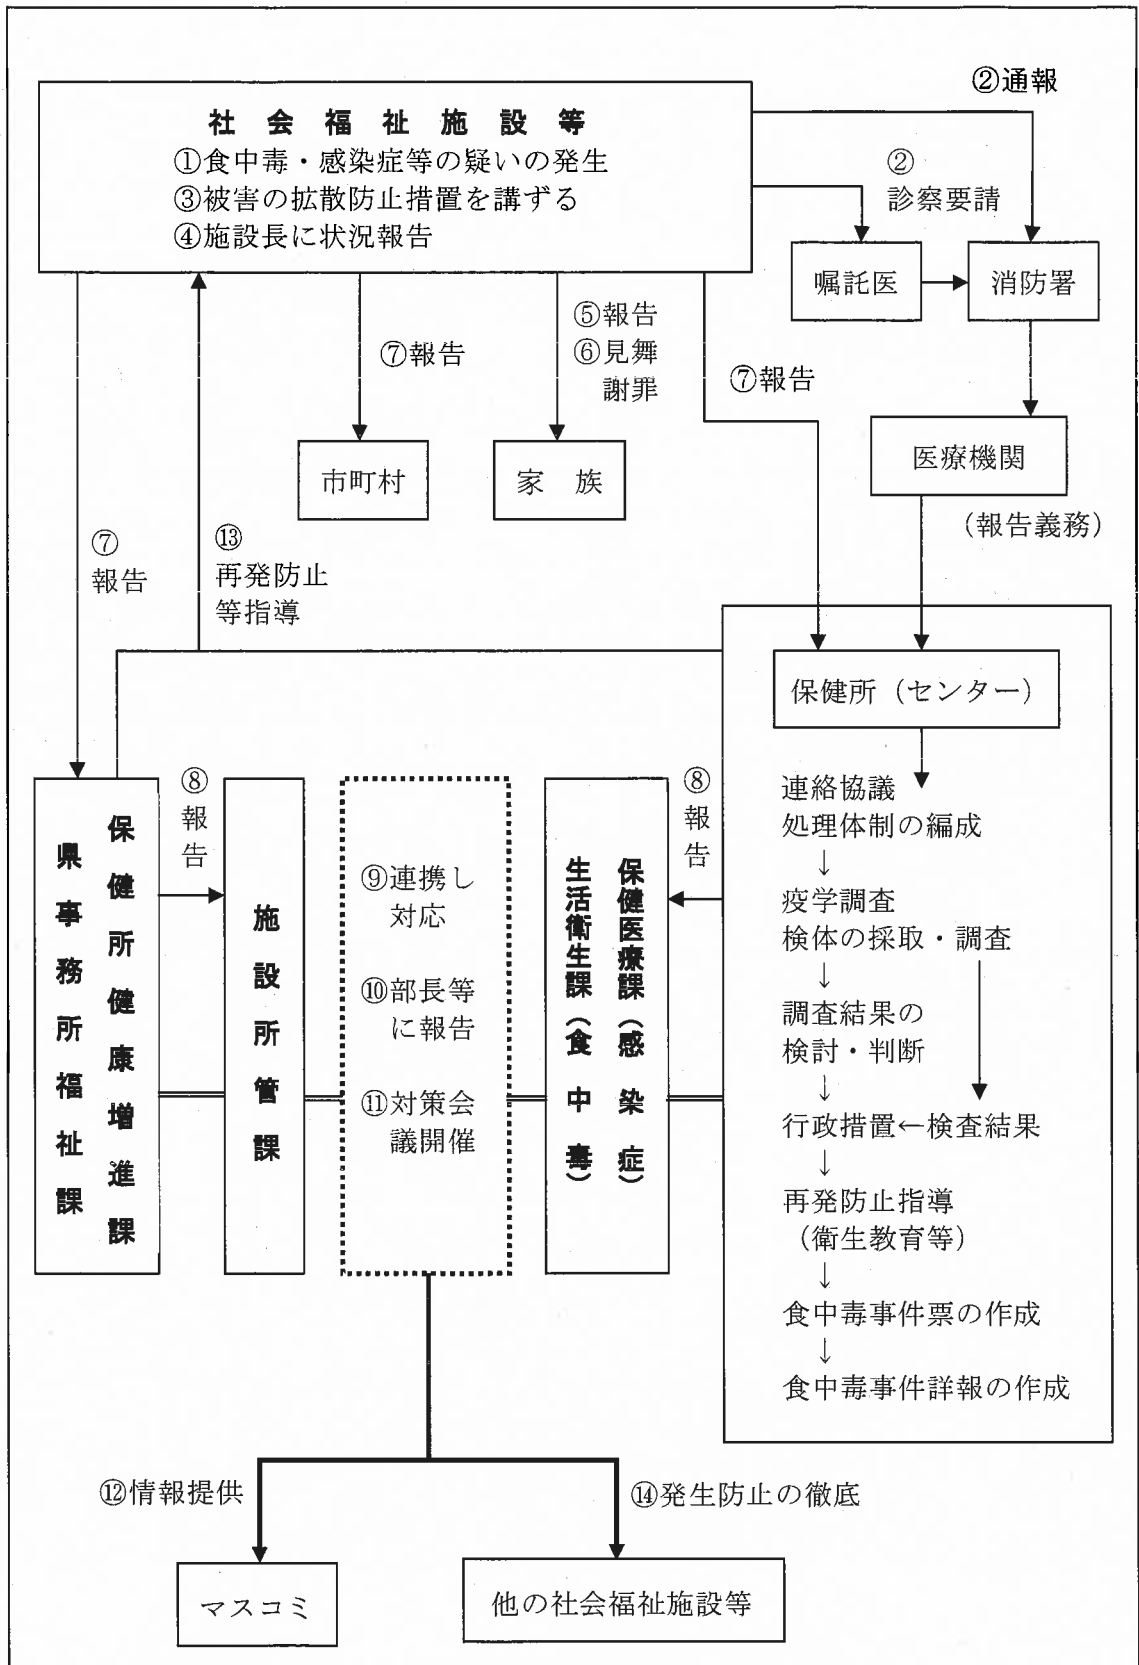 ②通報
社会福祉施設等
①食中毒・感染症等の疑いの発生
③被害の拡散防止措置を講ずる
④施設長に状況報告
②
診察要請
嘱託医
消防署
⑤報告
⑥見舞
謝罪
⑦報告
⑦報告
医療機関
市町村
家 族
(報告義務)
⑦
報告
⑬
再発防止
等指導
保健所（センター）
県事務所福祉課
保健所健康増進課
⑧
報
告
施設所管課
⑨連携し
対応
⑩部長等
に報告
⑪対策会
議開催
生活衛生課（食中毒）
保健医療課（感染症）
⑧
報
告
連絡協議
処理体制の編成
↓
疫学調査
検体の採取・調査
↓
調査結果の
検討・判断
↓
行政措置←検査結果
↓
再発防止指導
（衛生教育等）
↓
食中毒事件票の作成
↓
食中毒事件詳報の作成
⑫情報提供
⑭発生防止の徹底
マスコミ
他の社会福祉施設等